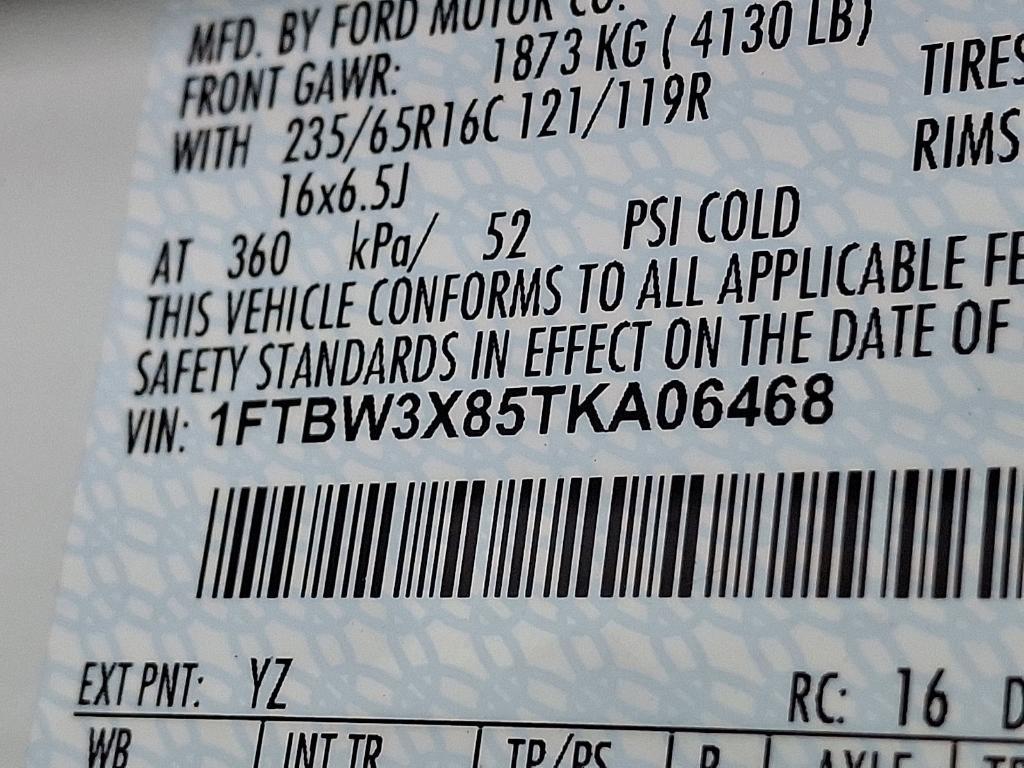 MFD. BY FORD MOTOR CO.
FRONT GAWR: 1873 KG ( 4130 LB) TIRES
WITH 235/65R16C 121/119R RIMS
16x6.5J
AT 360 kPa/ 52 PSI COLD
THIS VEHICLE CONFORMS TO ALL APPLICABLE FE
SAFETY STANDARDS IN EFFECT ON THE DATE OF
VIN: 1FTBW3X85TKA06468
EXT PNT: YZ RC: 16 D
WB INT TR TP/PS R AXLE TR